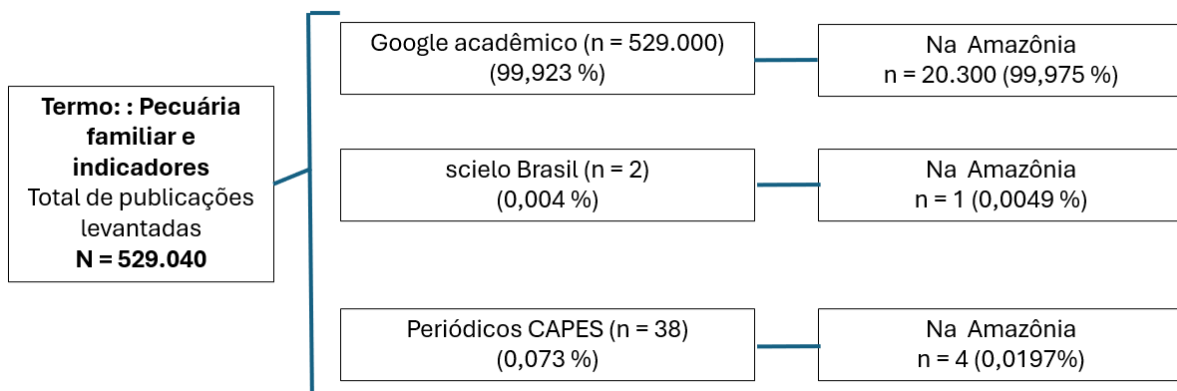 Termo: : Pecuária
familiar e
indicadores
Total de publicações
levantadas
N = 529.040
Google acadêmico (n = 529.000)
(99,923 %)
Na Amazônia
n = 20.300 (99,975 %)
scielo Brasil (n = 2)
(0,004 %)
Na Amazônia
n = 1 (0,0049 %)
Periódicos CAPES (n = 38)
(0,073 %)
Na Amazônia
n = 4 (0,0197%)